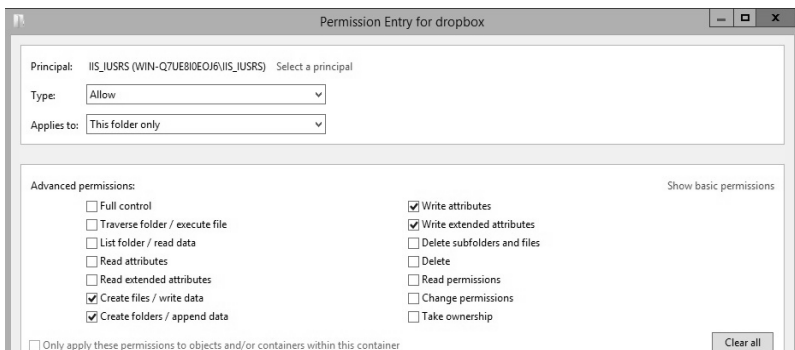 Permission Entry for dropbox
Principal: IIS_IUSRS (WIN-Q7UE8I0EOJ6\IIS_IUSRS) Select a principal
Type: Allow
Applies to: This folder only
Advanced permissions: Show basic permissions
Full control Write attributes
Traverse folder / execute file Write extended attributes
List folder / read data Delete subfolders and files
Read attributes Delete
Read extended attributes Read permissions
Create files / write data Change permissions
Create folders / append data Take ownership
Only apply these permissions to objects and/or containers within this container Clear all